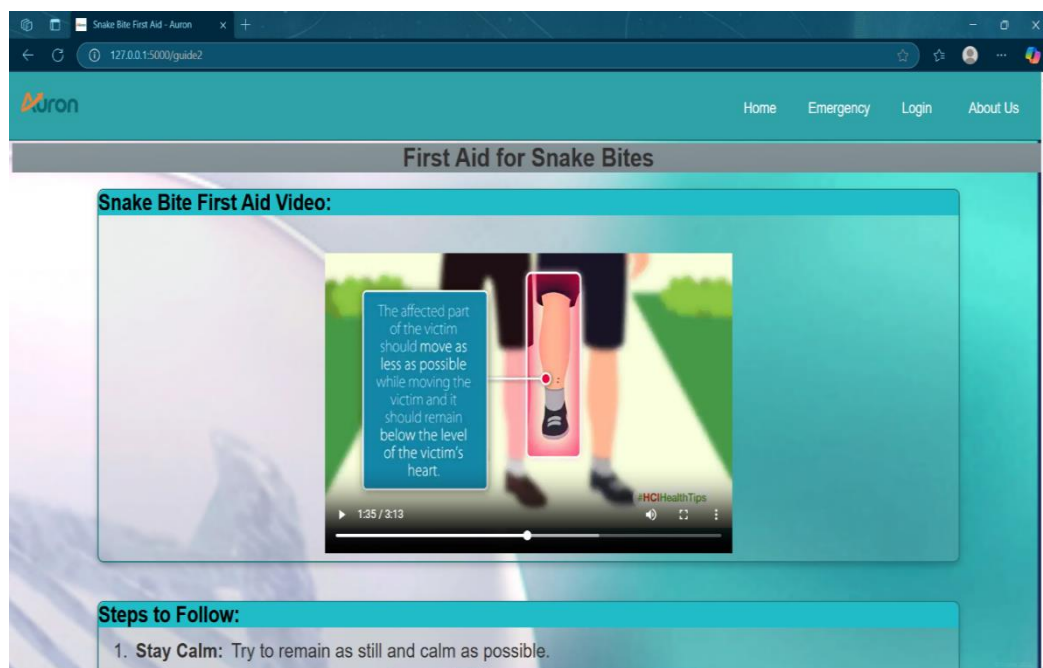 Snake Bite First Aid - Auron
127.0.0.1:5000/guide2
Auron
Home Emergency Login About Us
First Aid for Snake Bites
Snake Bite First Aid Video:
The affected part
of the victim
should move as
less as possible
while moving the
victim and it
should remain
below the level
of the victim's
heart.
#HCIHealthTips
1:35 / 3:13
Steps to Follow:
1. Stay Calm: Try to remain as still and calm as possible.